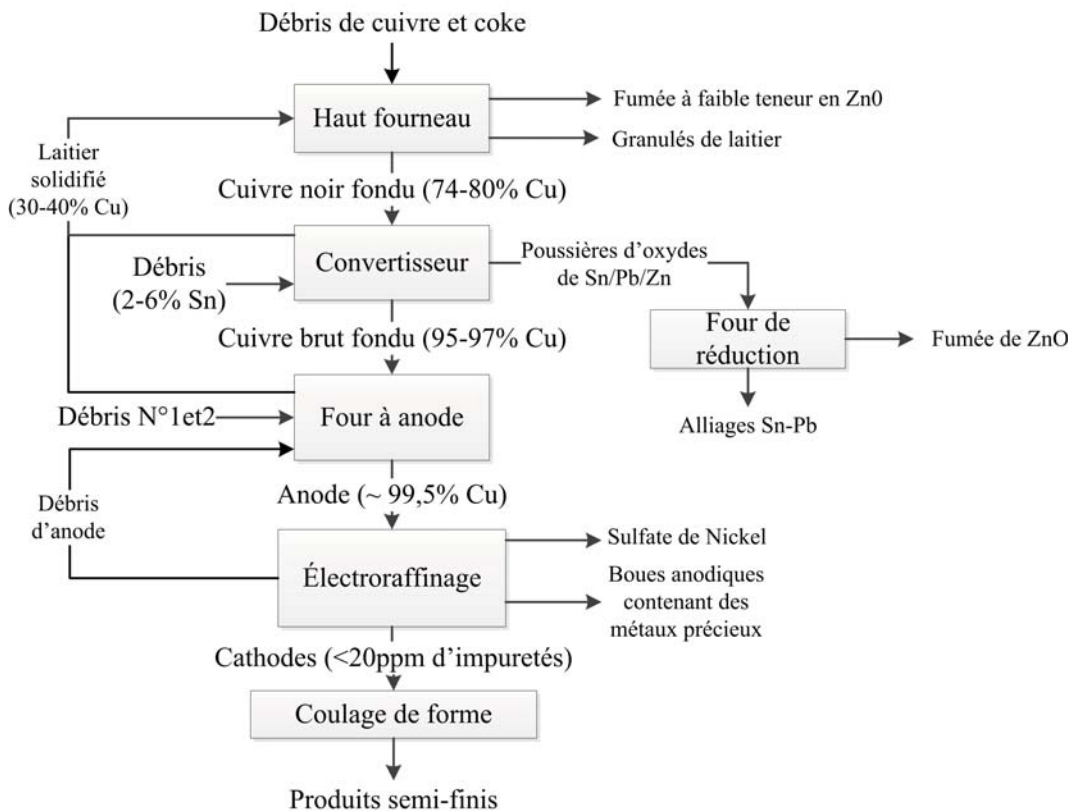 Débris de cuivre et coke
Haut fourneau
Fumée à faible teneur en Zn0
Granulés de laitier
Laitier
solidifié
(30-40% Cu)
Cuivre noir fondu (74-80% Cu)
Convertisseur
Débris
(2-6% Sn)
Poussières d’oxydes
de Sn/Pb/Zn
Four de
réduction
Fumée de ZnO
Alliages Sn-Pb
Cuivre brut fondu (95-97% Cu)
Débris N°1et2
Four à anode
Débris
d’anode
Anode (~ 99,5% Cu)
Électroraffinage
Sulfate de Nickel
Boues anodiques
contenant des
métaux précieux
Cathodes (<20ppm d’impuretés)
Coulage de forme
Produits semi-finis